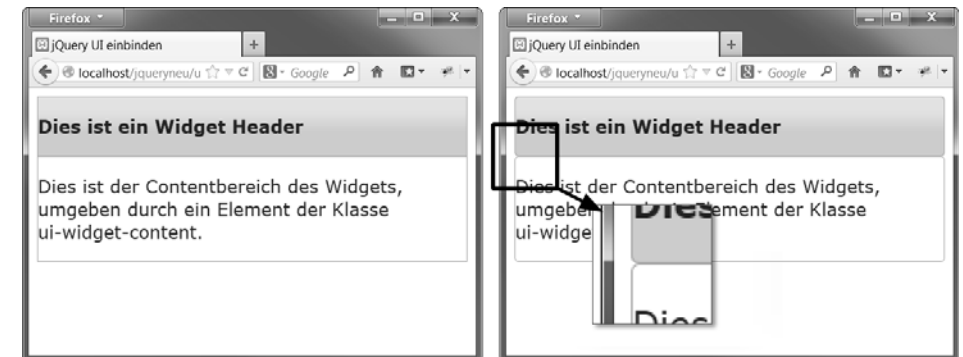 Firefox
jQuery UI einbinden
localhost/jqueryneu/u
Google
Dies ist ein Widget Header
Dies ist der Contentbereich des Widgets,
umgeben durch ein Element der Klasse
ui-widget-content.
Firefox
jQuery UI einbinden
localhost/jqueryneu/u
Google
Dies ist ein Widget Header
Dies ist der Contentbereich des Widgets,
umgeben ement der Klasse
ui-widge
Dies
Dies